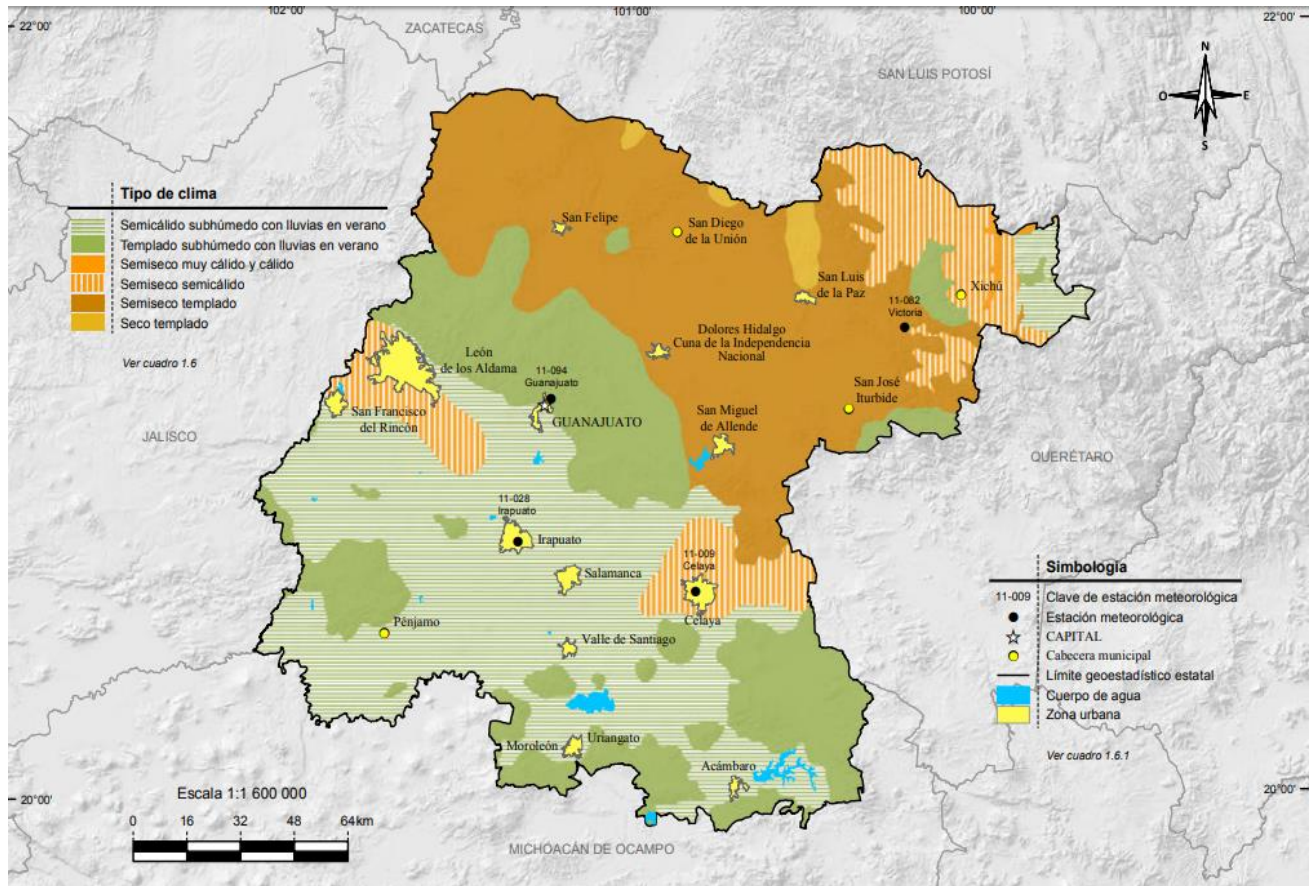 102°00'
101°00'
100°00'
22°00'
22°00'
ZACATECAS
SAN LUIS POTOSÍ
N
O
E
S
Tipo de clima
Semicálido subhúmedo con lluvias en verano
Templado subhúmedo con lluvias en verano
Semiseco muy cálido y cálido
Semiseco semicálido
Semiseco templado
Seco templado
Ver cuadro 1.6
San Felipe
San Diego
de la Unión
San Luis
de la Paz
Xichú
11-082
Victoria
Dolores Hidalgo
Cuna de la Independencia
Nacional
León
de los Aldama
11-094
Guanajuato
GUANAJUATO
San Francisco
del Rincón
San José
Iturbide
San Miguel
de Allende
JALISCO
QUERÉTARO
11-028
Irapuato
Irapuato
Salamanca
11-009
Celaya
Celaya
Pénjamo
Valle de Santiago
Uriangato
Moroleón
Acámbaro
Simbología
11-009 Clave de estación meteorológica
Estación meteorológica
CAPITAL
Cabecera municipal
Límite geoestadístico estatal
Cuerpo de agua
Zona urbana
Ver cuadro 1.6.1
20°00'
20°00'
Escala 1:1 600 000
0 16 32 48 64 km
MICHOACÁN DE OCAMPO